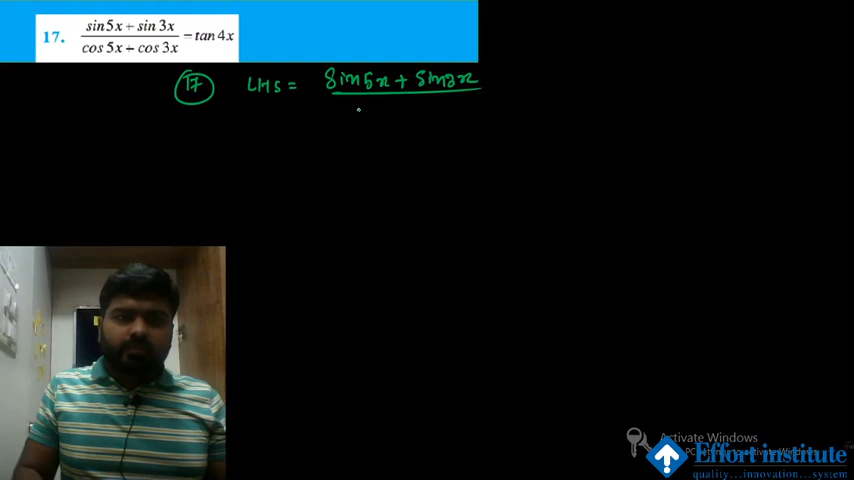 17. sin5x + sin3x / cos5x + cos3x = tan4x
17 LHS = Sin5x + Sin3x
Activate Windows
Effort institute
quality...innovation...system